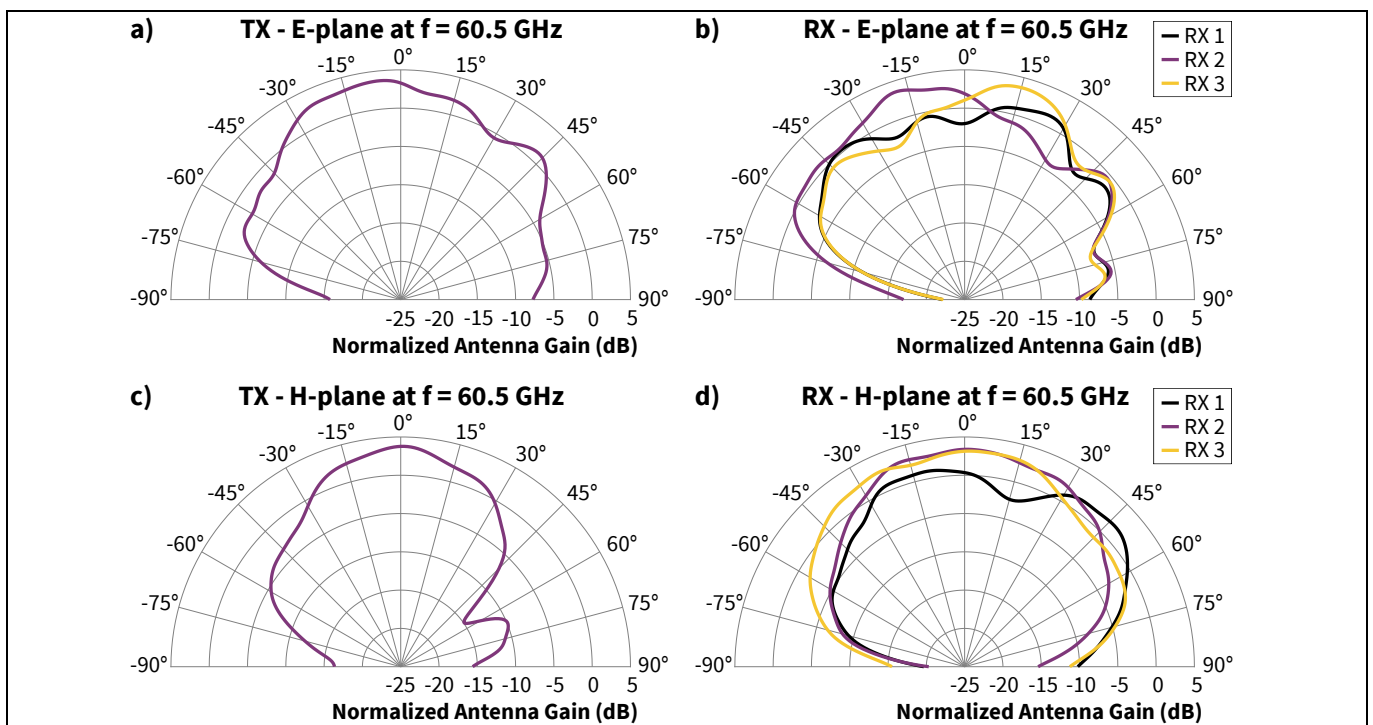 a) TX - E-plane at f = 60.5 GHz
0°
-15° 15°
-30° 30°
-45° 45°
-60° 60°
-75° 75°
-90° 90°
-25 -20 -15 -10 -5 0 5
Normalized Antenna Gain (dB)
b) RX - E-plane at f = 60.5 GHz
RX 1
RX 2
RX 3
0°
-15° 15°
-30° 30°
-45° 45°
-60° 60°
-75° 75°
-90° 90°
-25 -20 -15 -10 -5 0 5
Normalized Antenna Gain (dB)
c) TX - H-plane at f = 60.5 GHz
0°
-15° 15°
-30° 30°
-45° 45°
-60° 60°
-75° 75°
-90° 90°
-25 -20 -15 -10 -5 0 5
Normalized Antenna Gain (dB)
d) RX - H-plane at f = 60.5 GHz
RX 1
RX 2
RX 3
0°
-15° 15°
-30° 30°
-45° 45°
-60° 60°
-75° 75°
-90° 90°
-25 -20 -15 -10 -5 0 5
Normalized Antenna Gain (dB)